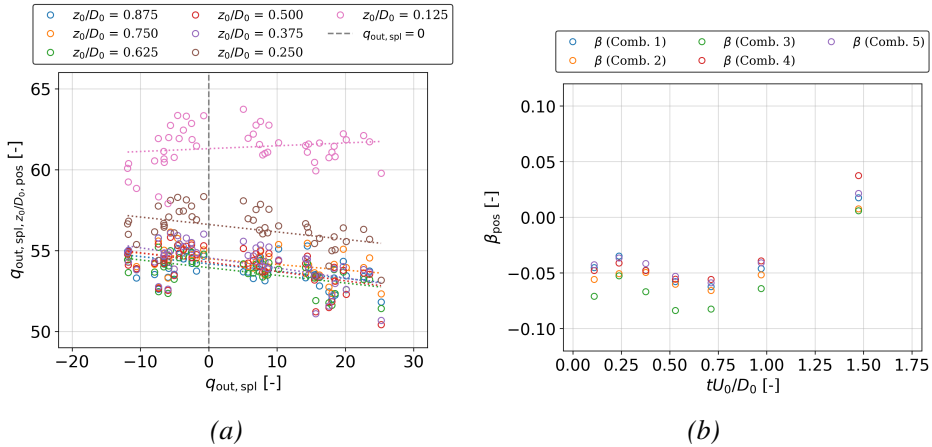 z₀/D₀ = 0.875 z₀/D₀ = 0.500 z₀/D₀ = 0.125
z₀/D₀ = 0.750 z₀/D₀ = 0.375 q_out,spl = 0
z₀/D₀ = 0.625 z₀/D₀ = 0.250
65
60
55
50
q_out,spl,z₀/D₀,pos [-]
−20 −10 0 10 20 30
q_out,spl [-]
(a)
β (Comb. 1) β (Comb. 3) β (Comb. 5)
β (Comb. 2) β (Comb. 4)
0.10
0.05
0.00
−0.05
−0.10
β_pos [-]
0.00 0.25 0.50 0.75 1.00 1.25 1.50 1.75
tU₀/D₀ [-]
(b)